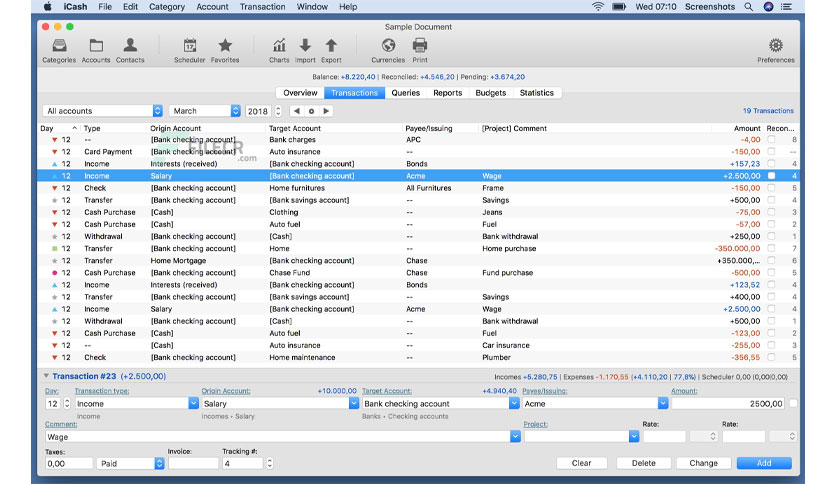 iCash File Edit Category Account Transaction Window Help Wed 07:10 Screenshots
Sample Document
Categories Accounts Contacts Scheduler Favorites Charts Import Export Currencies Print Preferences
Balance: +8.220,40 | Reconciled: +4.546,20 | Pending: +3.674,20
Overview Transactions Queries Reports Budgets Statistics
All accounts March 2018 19 Transactions
Day Type Origin Account Target Account Payee/Issuing [Project] Comment Amount Recon...
12 -- [Bank checking account] Bank charges APC -4,00 8
12 Card Payment [Bank checking account] Auto insurance -- -150,00 --
FILECR
.com
12 Income Interests (received) [Bank checking account] Bonds +157,23 4
12 Income Salary [Bank checking account] Acme Wage +2.500,00 4
12 Check [Bank checking account] Home furnitures All Furnitures Frame -150,00 5
12 Transfer [Bank checking account] [Bank savings account] -- Savings +500,00 4
12 Cash Purchase [Cash] Clothing -- Jeans -75,00 3
12 Cash Purchase [Cash] Auto fuel -- Fuel -57,00 2
12 Withdrawal [Bank checking account] [Cash] -- Bank withdrawal +250,00 1
12 Transfer [Bank checking account] Home -- Home purchase -350.000,00 7
12 Transfer Home Mortgage [Bank checking account] Chase +350.000,... 6
12 Cash Purchase [Bank checking account] Chase Fund Chase Fund purchase -500,00 5
12 Income Interests (received) [Bank checking account] Bonds +123,52 4
12 Transfer [Bank checking account] [Bank savings account] -- Savings +400,00 4
12 Income Salary [Bank checking account] Acme Wage +2.500,00 4
12 Withdrawal [Bank checking account] [Cash] -- Bank withdrawal +500,00 1
12 Cash Purchase [Bank checking account] Auto fuel -- Fuel -123,00 2
12 -- [Bank checking account] Auto insurance -- Car insurance -255,00 3
12 Check [Bank checking account] Home maintenance -- Plumber -356,55 5
Transaction #23 (+2.500,00) Incomes +5.280,75 | Expenses -1.170,55 (+4.110,20 | 77,8%) | Scheduler 0,00 (0,00|0,00)
Day: Transaction type: Origin Account: +10.000,00 Target Account: +4.940,40 Payee/Issuing: Amount:
12 Income Salary Bank checking account Acme 2500,00
Income Incomes • Salary Banks • Checking accounts
Comment: Project: Rate: Rate:
Wage
Taxes: Invoice: Tracking #:
0,00 Paid 4 Clear Delete Change Add